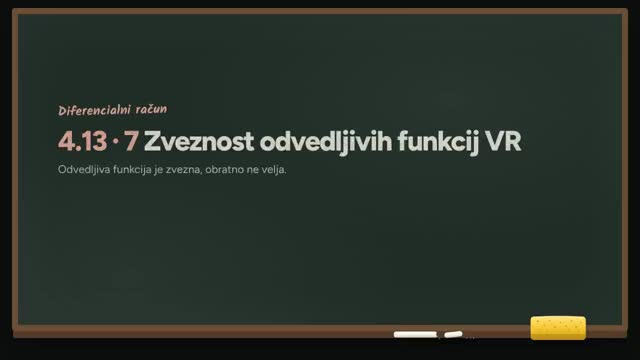 Diferencialni račun
4.13 · 7 Zveznost odvedljivih funkcij VR
Odvedljiva funkcija je zvezna, obratno ne velja.